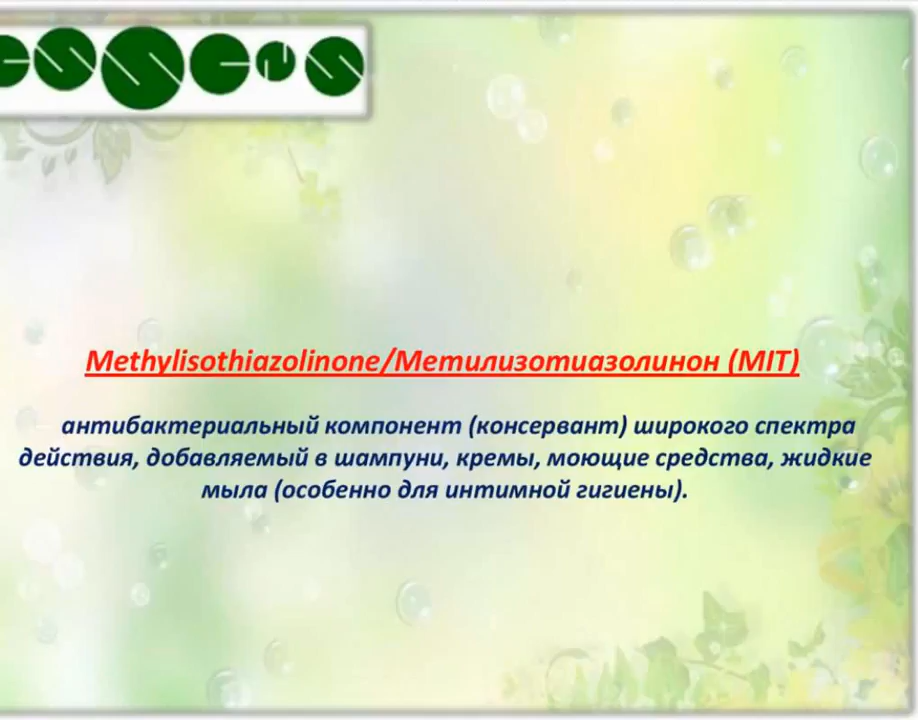 essens
Methylisothiazolinone/Метилизотиазолинон (MIT)
антибактериальный компонент (консервант) широкого спектра
действия, добавляемый в шампуни, кремы, моющие средства, жидкие
мыла (особенно для интимной гигиены).